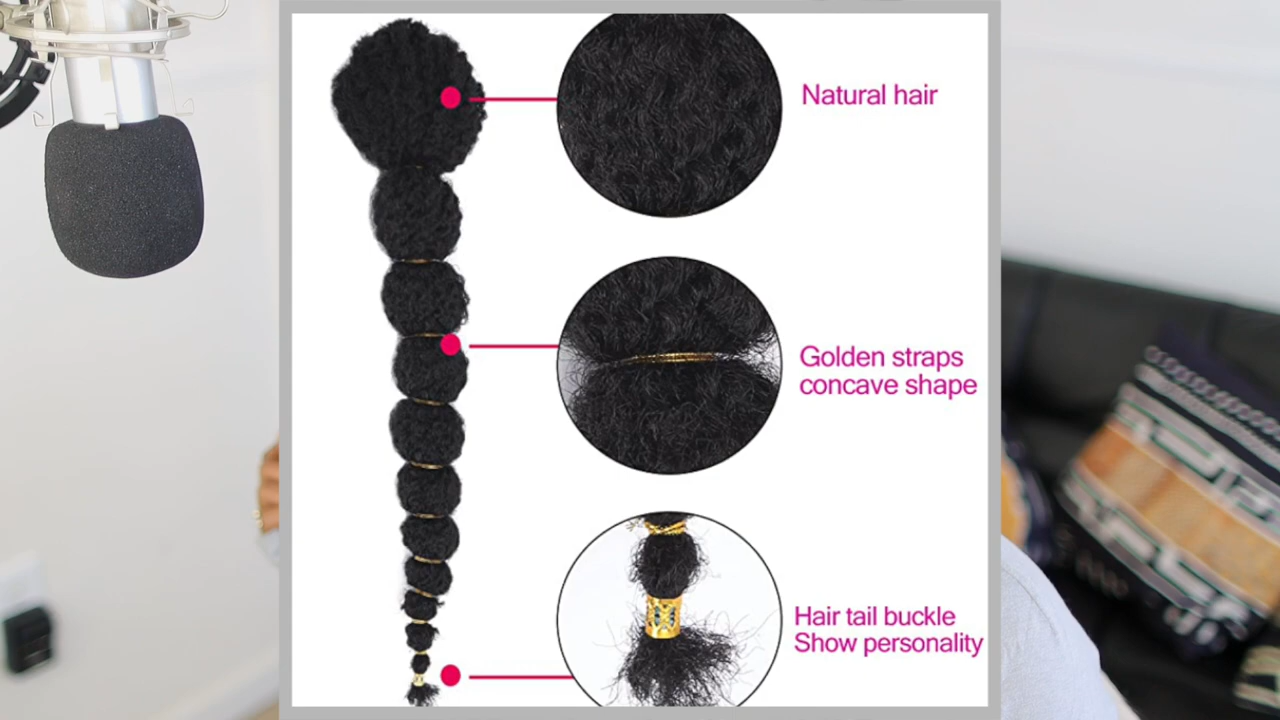 Natural hair
Golden straps
concave shape
Hair tail buckle
Show personality